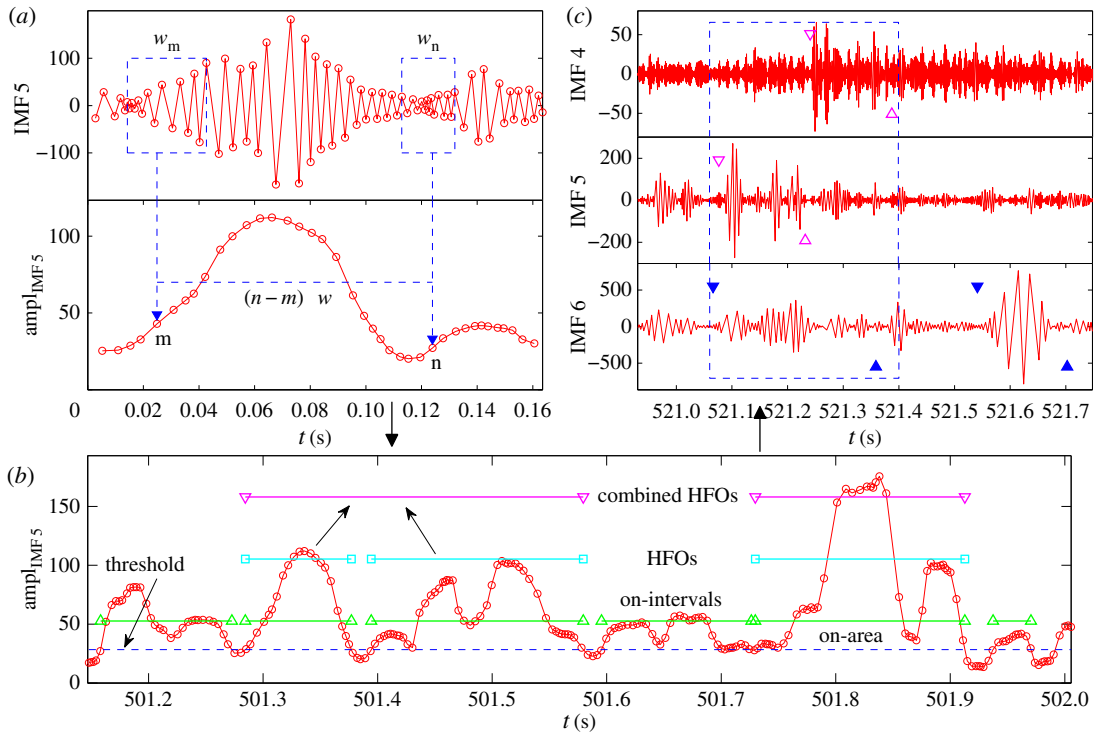 (a)
w_m
w_n
100
0
−100
IMF 5
100
50
ampl_IMF 5
(n − m) w
m
n
0
0.02
0.04
0.06
0.08
0.10
0.12
0.14
0.16
t (s)
(c)
50
0
−50
IMF 4
200
0
−200
IMF 5
500
0
−500
IMF 6
521.0
521.1
521.2
521.3
521.4
521.5
521.6
521.7
t (s)
(b)
150
100
50
0
ampl_IMF 5
combined HFOs
threshold
HFOs
on-intervals
on-area
501.2
501.3
501.4
501.5
501.6
501.7
501.8
501.9
502.0
t (s)